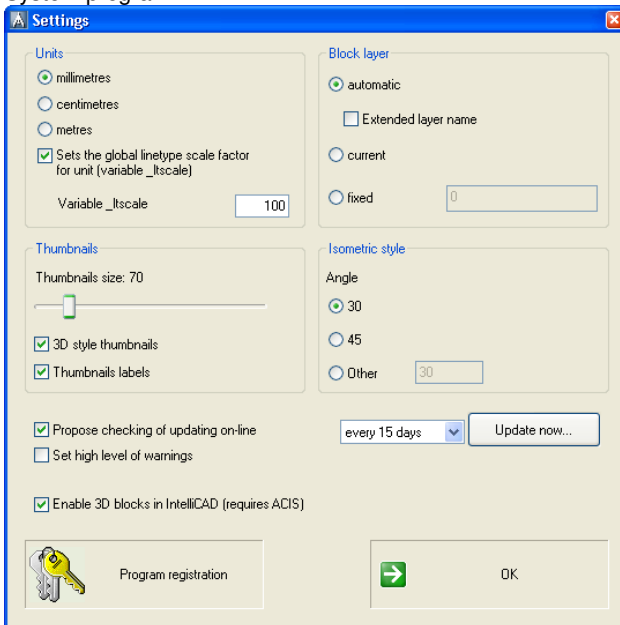 Settings
Units
millimetres
centimetres
metres
Sets the global linetype scale factor
for unit (variable _ltscale)
Variable _ltscale 100
Block layer
automatic
Extended layer name
current
fixed 0
Thumbnails
Thumbnails size: 70
3D style thumbnails
Thumbnails labels
Isometric style
Angle
30
45
Other 30
Propose checking of updating on-line
every 15 days Update now...
Set high level of warnings
Enable 3D blocks in IntelliCAD (requires ACIS)
Program registration
OK